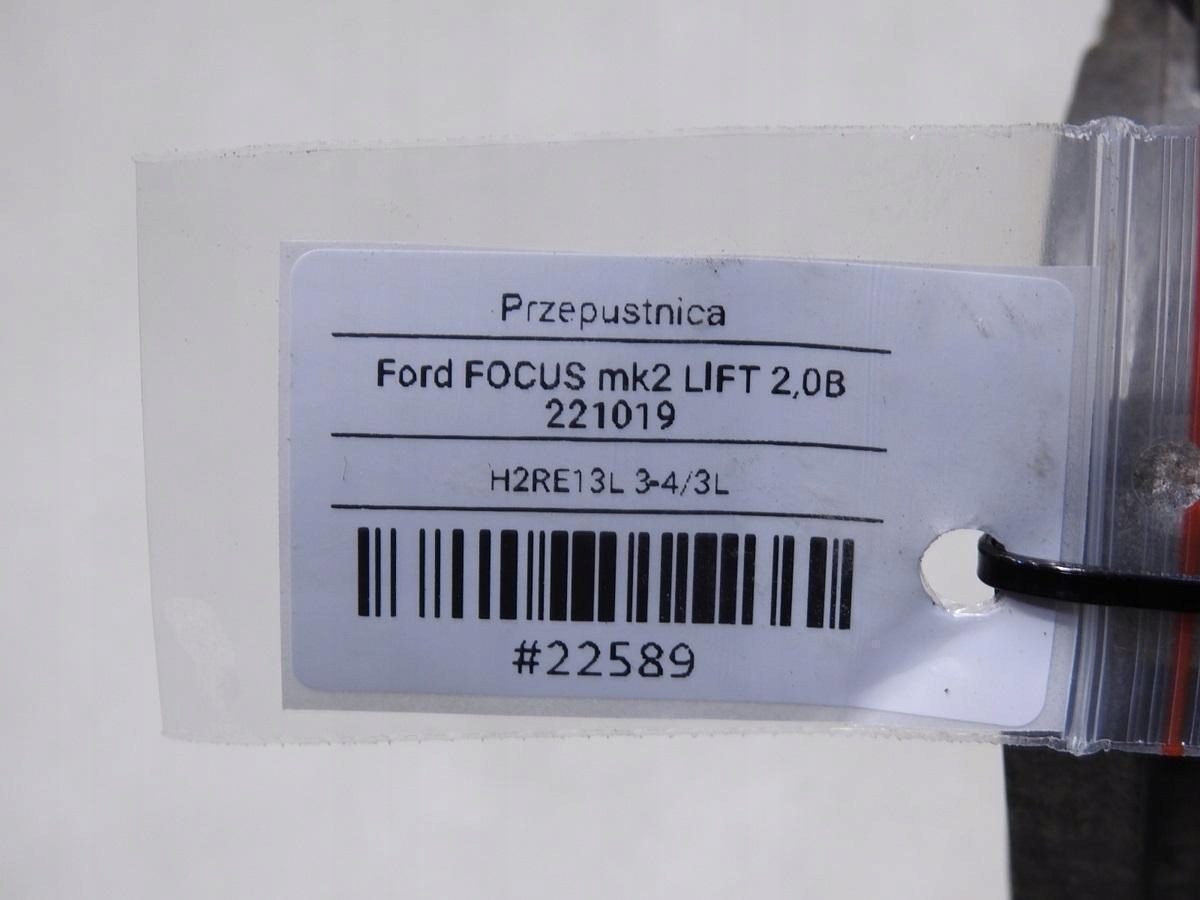 Przepustnica
Ford FOCUS mk2 LIFT 2,0B
221019
H2RE13L 3-4/3L
#22589